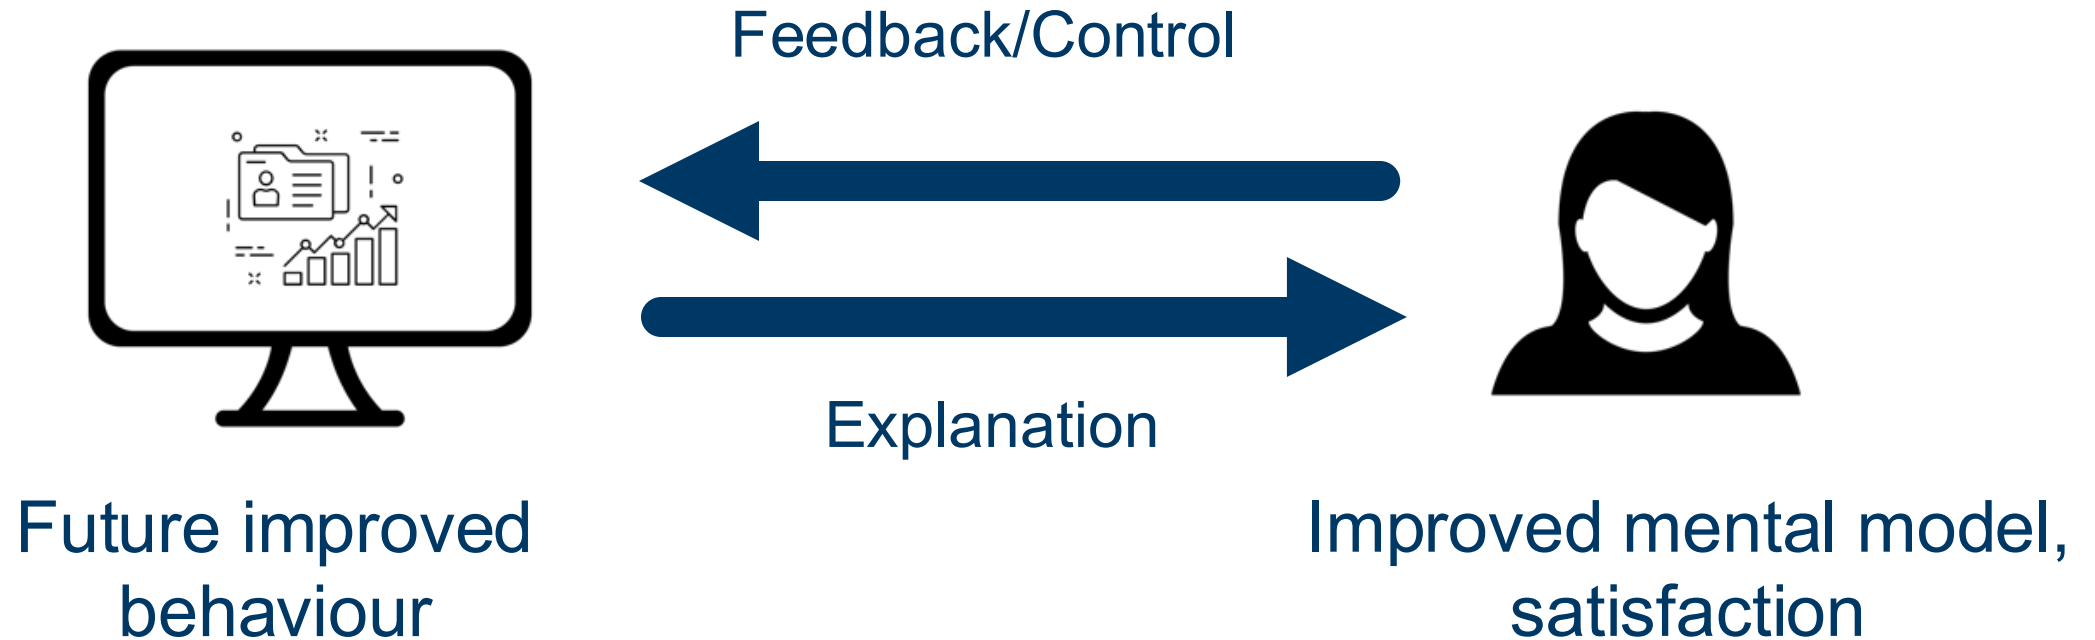 Feedback/Control
Explanation
Future improved
behaviour
Improved mental model,
satisfaction